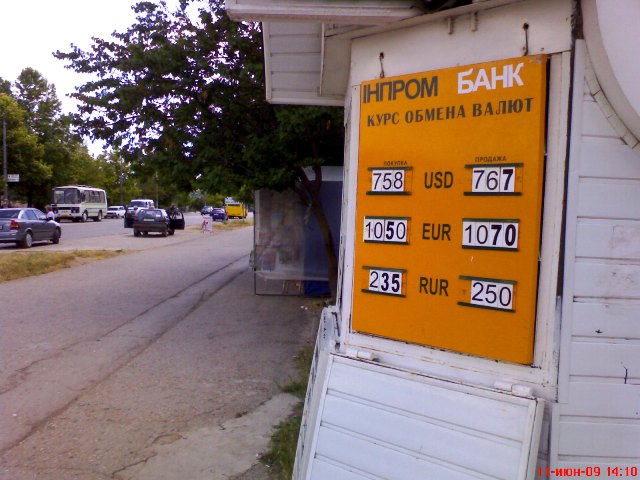 ІНПРОМ БАНК
КУРС ОБМЕНА ВАЛЮТ
ПОКУПКА ПРОДАЖА
758 USD 767
1050 EUR 1070
235 RUR 250
11-июн-09 14:10